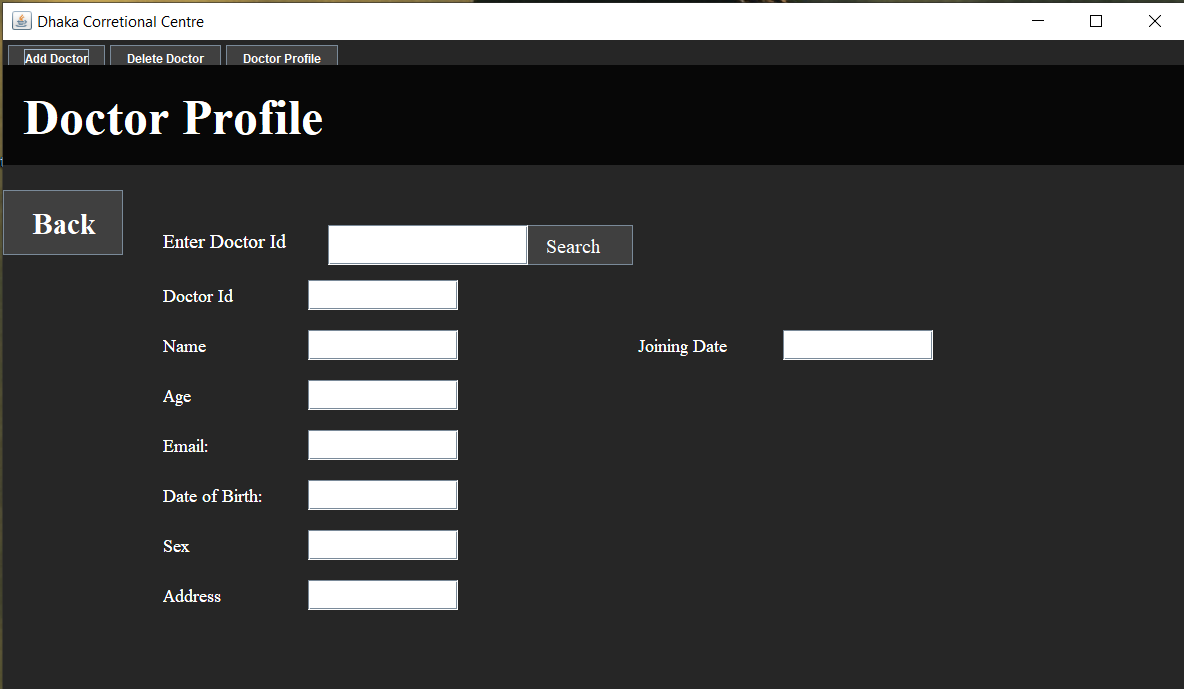 Dhaka Corretional Centre
Add Doctor Delete Doctor Doctor Profile
Doctor Profile
Back
Enter Doctor Id Search
Doctor Id
Name Joining Date
Age
Email:
Date of Birth:
Sex
Address